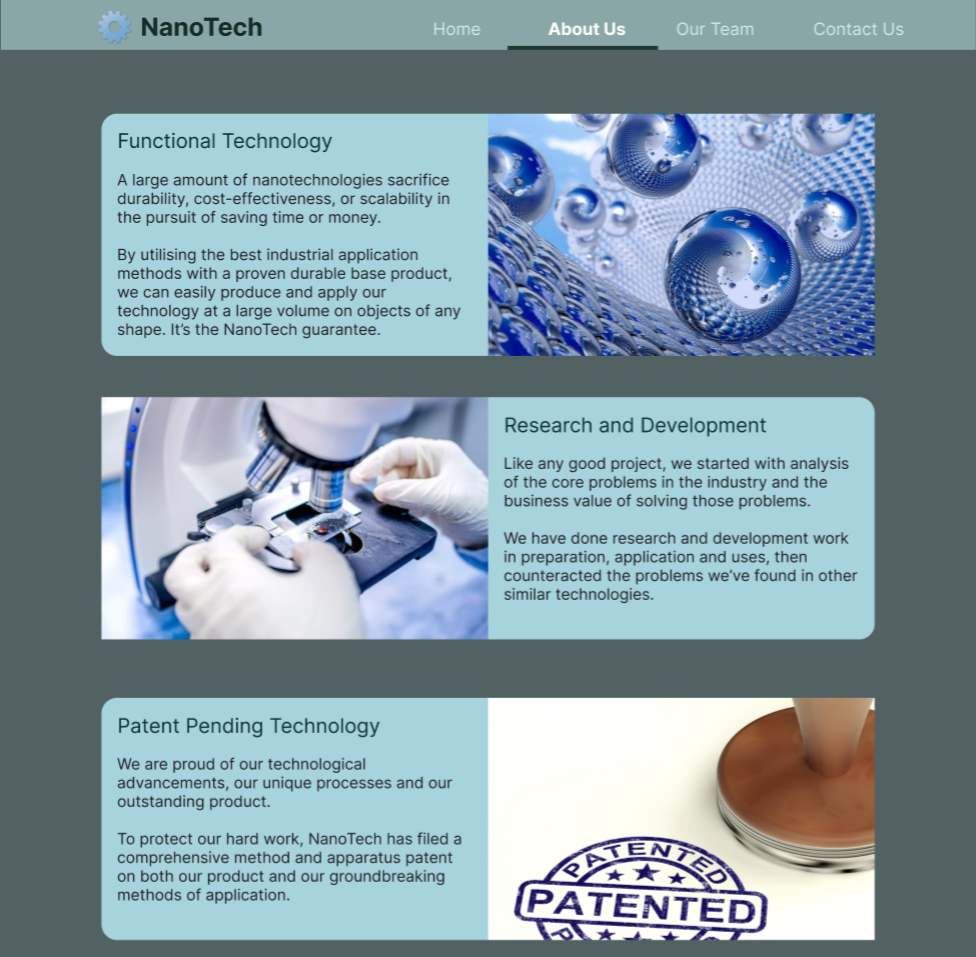 NanoTech
Home
About Us
Our Team
Contact Us
Functional Technology
A large amount of nanotechnologies sacrifice
durability, cost-effectiveness, or scalability in
the pursuit of saving time or money.
By utilising the best industrial application
methods with a proven durable base product,
we can easily produce and apply our
technology at a large volume on objects of any
shape. It’s the NanoTech guarantee.
Research and Development
Like any good project, we started with analysis
of the core problems in the industry and the
business value of solving those problems.
We have done research and development work
in preparation, application and uses, then
counteracted the problems we’ve found in other
similar technologies.
Patent Pending Technology
We are proud of our technological
advancements, our unique processes and our
outstanding product.
To protect our hard work, NanoTech has filed a
comprehensive method and apparatus patent
on both our product and our groundbreaking
methods of application.
PATENTED
PATENTED